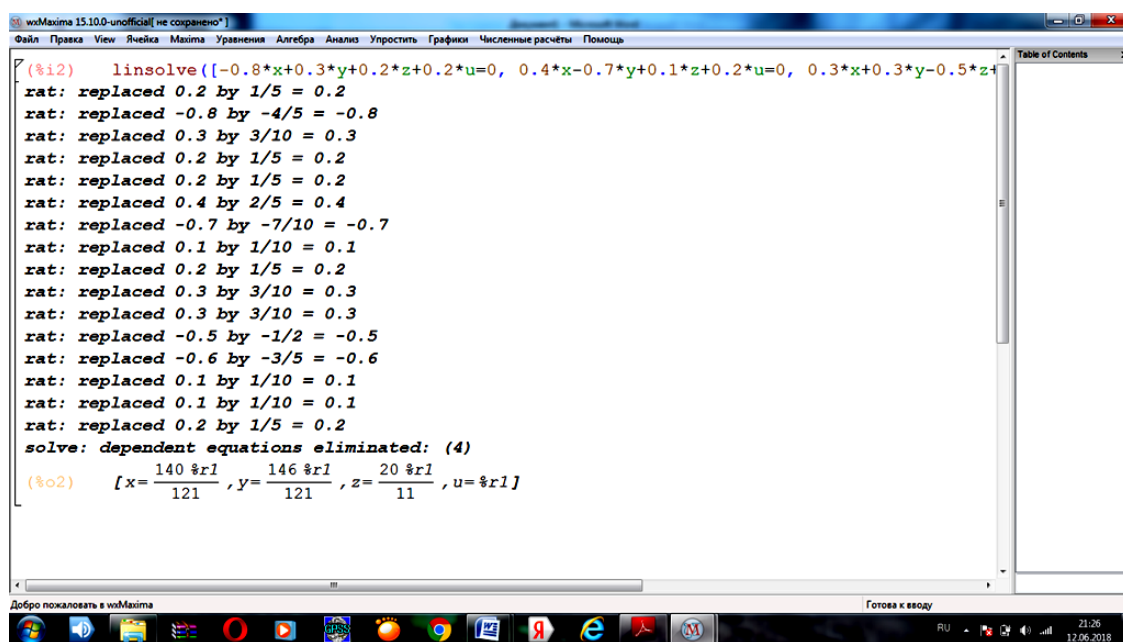 wxMaxima 15.10.0-unofficial[ не сохранено* ]
Файл Правка View Ячейка Maxima Уравнения Алгебра Анализ Упростить Графики Численные расчёты Помощь
Table of Contents
(%i2) linsolve([-0.8*x+0.3*y+0.2*z+0.2*u=0, 0.4*x-0.7*y+0.1*z+0.2*u=0, 0.3*x+0.3*y-0.5*z+
rat: replaced 0.2 by 1/5 = 0.2
rat: replaced -0.8 by -4/5 = -0.8
rat: replaced 0.3 by 3/10 = 0.3
rat: replaced 0.2 by 1/5 = 0.2
rat: replaced 0.2 by 1/5 = 0.2
rat: replaced 0.4 by 2/5 = 0.4
rat: replaced -0.7 by -7/10 = -0.7
rat: replaced 0.1 by 1/10 = 0.1
rat: replaced 0.2 by 1/5 = 0.2
rat: replaced 0.3 by 3/10 = 0.3
rat: replaced 0.3 by 3/10 = 0.3
rat: replaced -0.5 by -1/2 = -0.5
rat: replaced -0.6 by -3/5 = -0.6
rat: replaced 0.1 by 1/10 = 0.1
rat: replaced 0.1 by 1/10 = 0.1
rat: replaced 0.2 by 1/5 = 0.2
solve: dependent equations eliminated: (4)
(%o2) [x= 140 %r1 / 121 , y= 146 %r1 / 121 , z= 20 %r1 / 11 , u= %r1 ]
Добро пожаловать в wxMaxima
Готова к вводу
GPSS
RU
21:26
12.06.2018